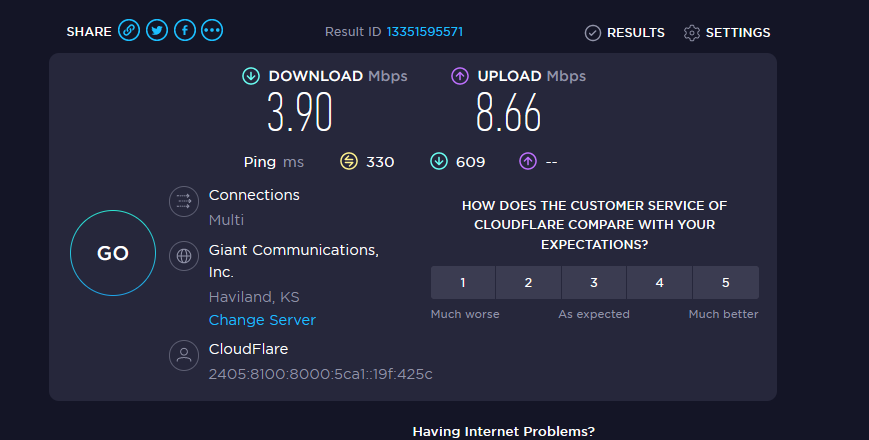 SHARE
Result ID 13351595571
RESULTS
SETTINGS
DOWNLOAD Mbps
3.90
UPLOAD Mbps
8.66
Ping ms
330
609
--
GO
Connections
Multi
Giant Communications,
Inc.
Haviland, KS
Change Server
CloudFlare
2405:8100:8000:5ca1::19f:425c
HOW DOES THE CUSTOMER SERVICE OF
CLOUDFLARE COMPARE WITH YOUR
EXPECTATIONS?
1 2 3 4 5
Much worse As expected Much better
Having Internet Problems?